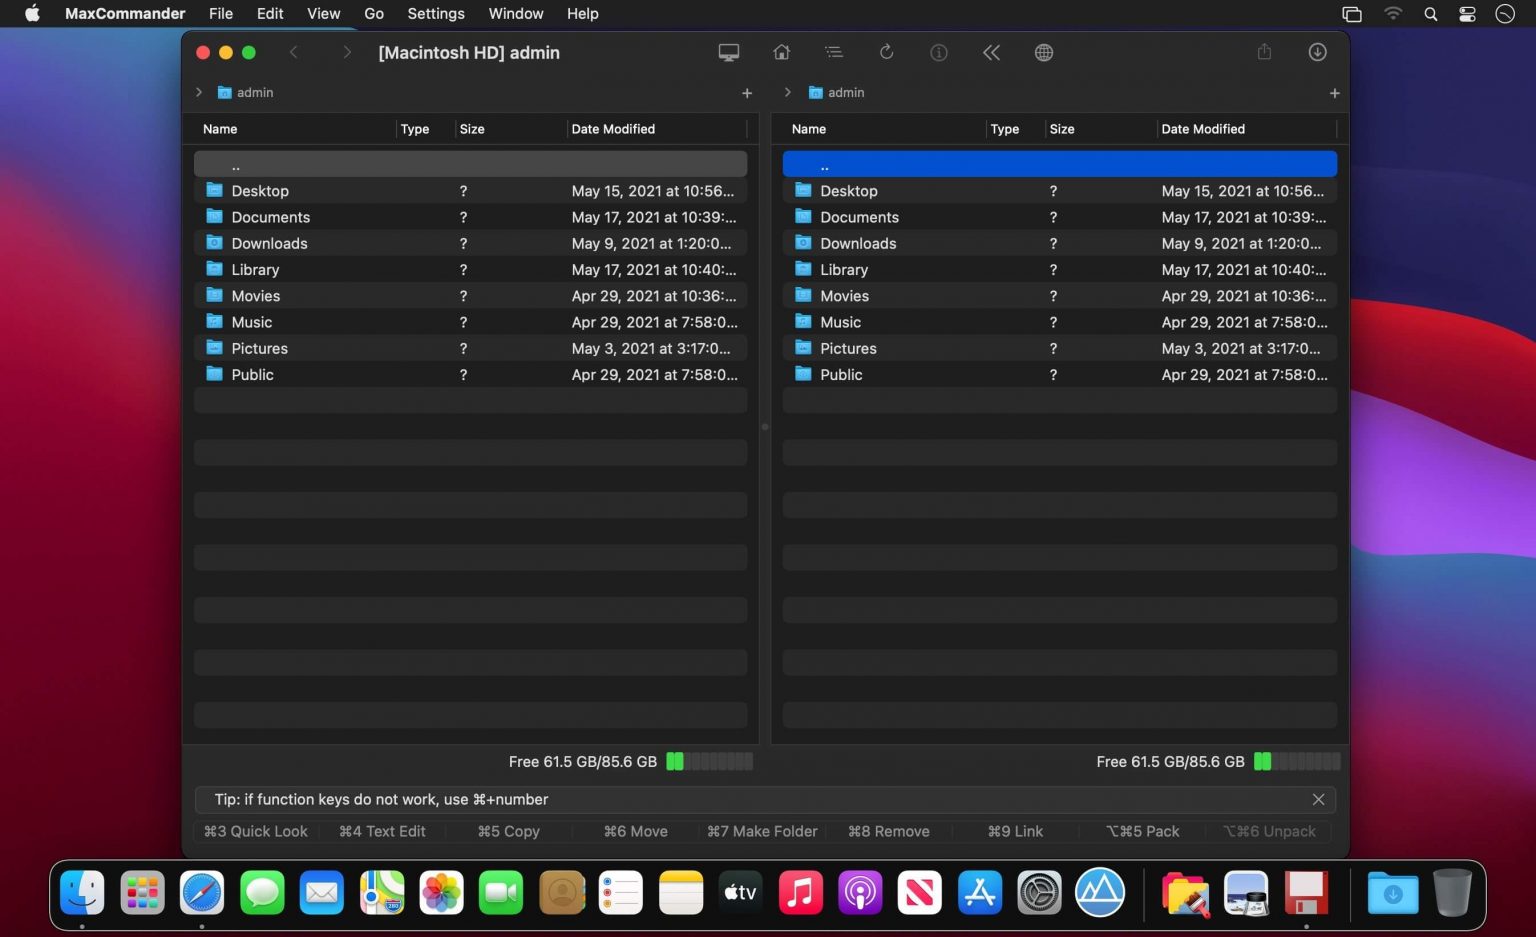 MaxCommander File Edit View Go Settings Window Help
[Macintosh HD] admin
admin +
admin +
Name Type Size Date Modified
Name Type Size Date Modified
..
Desktop ? May 15, 2021 at 10:56...
Documents ? May 17, 2021 at 10:39:...
Downloads ? May 9, 2021 at 1:20:0...
Library ? May 17, 2021 at 10:40:...
Movies ? Apr 29, 2021 at 10:36:...
Music ? Apr 29, 2021 at 7:58:0...
Pictures ? May 3, 2021 at 3:17:0...
Public ? Apr 29, 2021 at 7:58:0...
..
Desktop ? May 15, 2021 at 10:56...
Documents ? May 17, 2021 at 10:39:...
Downloads ? May 9, 2021 at 1:20:0...
Library ? May 17, 2021 at 10:40:...
Movies ? Apr 29, 2021 at 10:36:...
Music ? Apr 29, 2021 at 7:58:0...
Pictures ? May 3, 2021 at 3:17:0...
Public ? Apr 29, 2021 at 7:58:0...
Free 61.5 GB/85.6 GB
Free 61.5 GB/85.6 GB
Tip: if function keys do not work, use ⌘+number
⌘3 Quick Look ⌘4 Text Edit ⌘5 Copy ⌘6 Move ⌘7 Make Folder ⌘8 Remove ⌘9 Link ⌥⌘5 Pack ⌥⌘6 Unpack
280
tv